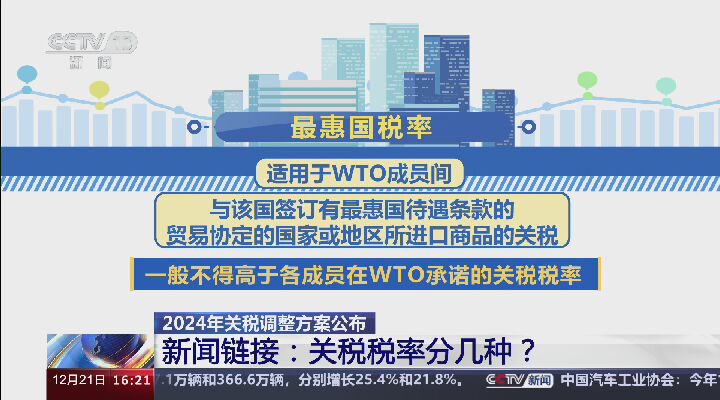 CCTV 13
新闻
最惠国税率
适用于WTO成员间
与该国签订有最惠国待遇条款的
贸易协定的国家或地区所进口商品的关税
一般不得高于各成员在WTO承诺的关税税率
2024年关税调整方案公布
新闻链接：关税税率分几种？
12月21日 16:21 7.1万辆和366.6万辆，分别增长25.4%和21.8%。 CCTV 新闻 中国汽车工业协会：今年